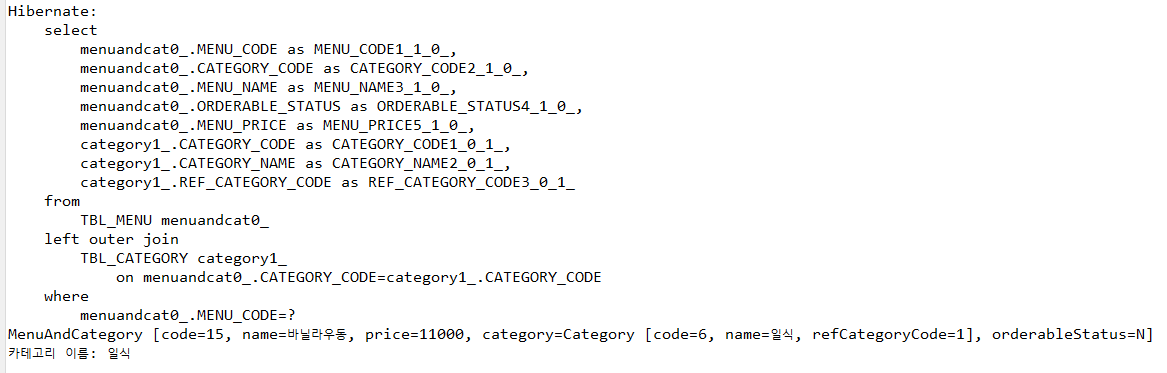 Hibernate:
    select
        menuandcat0_.MENU_CODE as MENU_CODE1_1_0_,
        menuandcat0_.CATEGORY_CODE as CATEGORY_CODE2_1_0_,
        menuandcat0_.MENU_NAME as MENU_NAME3_1_0_,
        menuandcat0_.ORDERABLE_STATUS as ORDERABLE_STATUS4_1_0_,
        menuandcat0_.MENU_PRICE as MENU_PRICE5_1_0_,
        category1_.CATEGORY_CODE as CATEGORY_CODE1_0_1_,
        category1_.CATEGORY_NAME as CATEGORY_NAME2_0_1_,
        category1_.REF_CATEGORY_CODE as REF_CATEGORY_CODE3_0_1_
    from
        TBL_MENU menuandcat0_
    left outer join
        TBL_CATEGORY category1_
            on menuandcat0_.CATEGORY_CODE=category1_.CATEGORY_CODE
    where
        menuandcat0_.MENU_CODE=?
MenuAndCategory [code=15, name=바닐라우동, price=11000, category=Category [code=6, name=일식, refCategoryCode=1], orderableStatus=N]
카테고리 이름: 일식